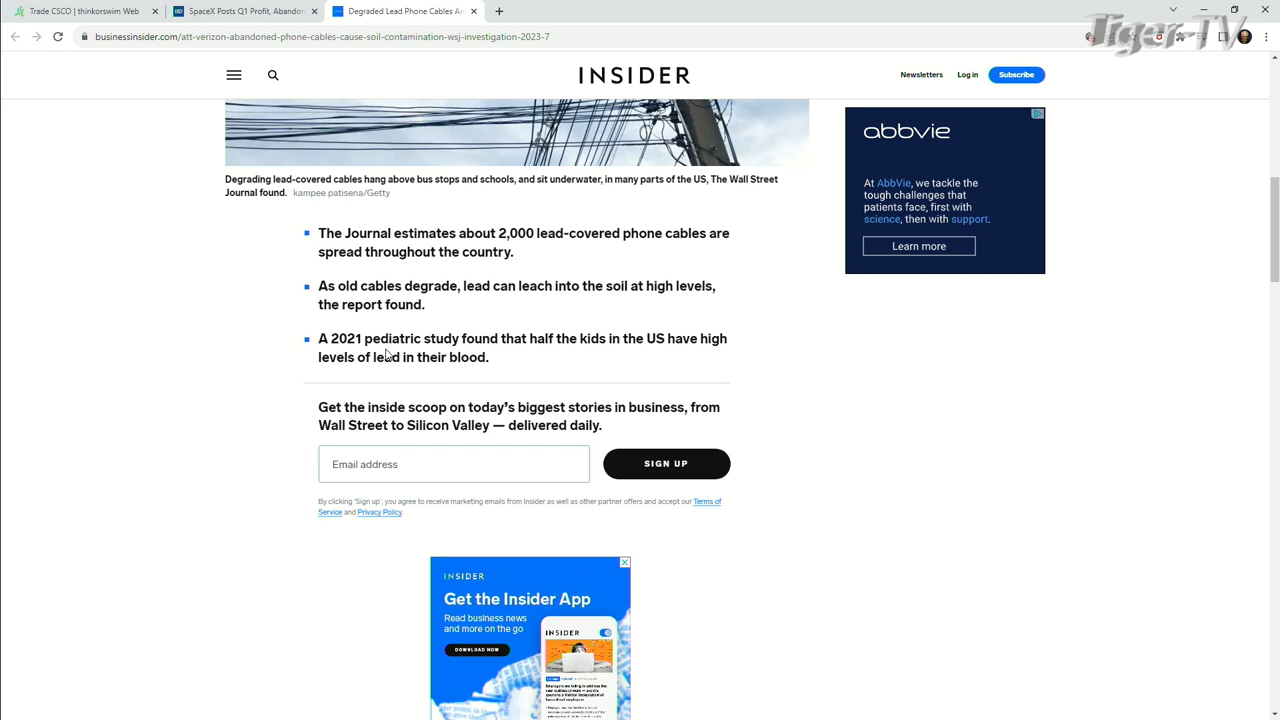 Trade CSCO | thinkorswim Web
SpaceX Posts Q1 Profit, Abandon
Degraded Lead Phone Cables Ar
businessinsider.com/att-verizon-abandoned-phone-cables-cause-soil-contamination-wsj-investigation-2023-7
Tiger-TV
INSIDER
Newsletters
Log in
Subscribe
Degrading lead-covered cables hang above bus stops and schools, and sit underwater, in many parts of the US, The Wall Street
Journal found. kampee patisena/Getty
The Journal estimates about 2,000 lead-covered phone cables are
spread throughout the country.
As old cables degrade, lead can leach into the soil at high levels,
the report found.
A 2021 pediatric study found that half the kids in the US have high
levels of lead in their blood.
Get the inside scoop on today's biggest stories in business, from
Wall Street to Silicon Valley — delivered daily.
Email address
SIGN UP
By clicking 'Sign up', you agree to receive marketing emails from Insider as well as other partner offers and accept our Terms of
Service and Privacy Policy.
abbvie
At AbbVie, we tackle the
tough challenges that
patients face, first with
science, then with support.
Learn more
INSIDER
Get the Insider App
Read business news
and more on the go
DOWNLOAD NOW
INSIDER